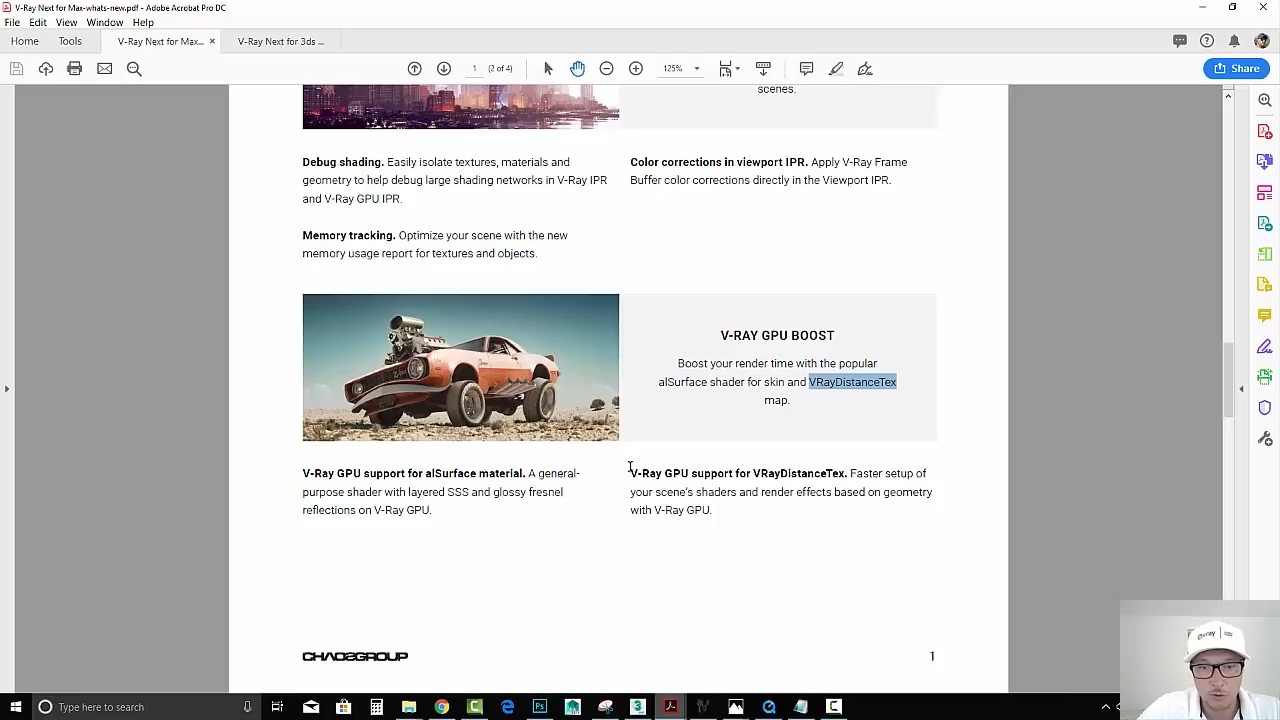 V-Ray Next for Max-whats-new.pdf - Adobe Acrobat Pro DC
File Edit View Window Help
Home Tools V-Ray Next for Max... × V-Ray Next for 3ds ...
1 (2 of 4) 125% Share
scenes.
Debug shading. Easily isolate textures, materials and
geometry to help debug large shading networks in V-Ray IPR
and V-Ray GPU IPR.
Color corrections in viewport IPR. Apply V-Ray Frame
Buffer color corrections directly in the Viewport IPR.
Memory tracking. Optimize your scene with the new
memory usage report for textures and objects.
V-RAY GPU BOOST
Boost your render time with the popular
alSurface shader for skin and VRayDistanceTex
map.
V-Ray GPU support for alSurface material. A general-
purpose shader with layered SSS and glossy fresnel
reflections on V-Ray GPU.
V-Ray GPU support for VRayDistanceTex. Faster setup of
your scene's shaders and render effects based on geometry
with V-Ray GPU.
CHAOSGROUP 1
Type here to search